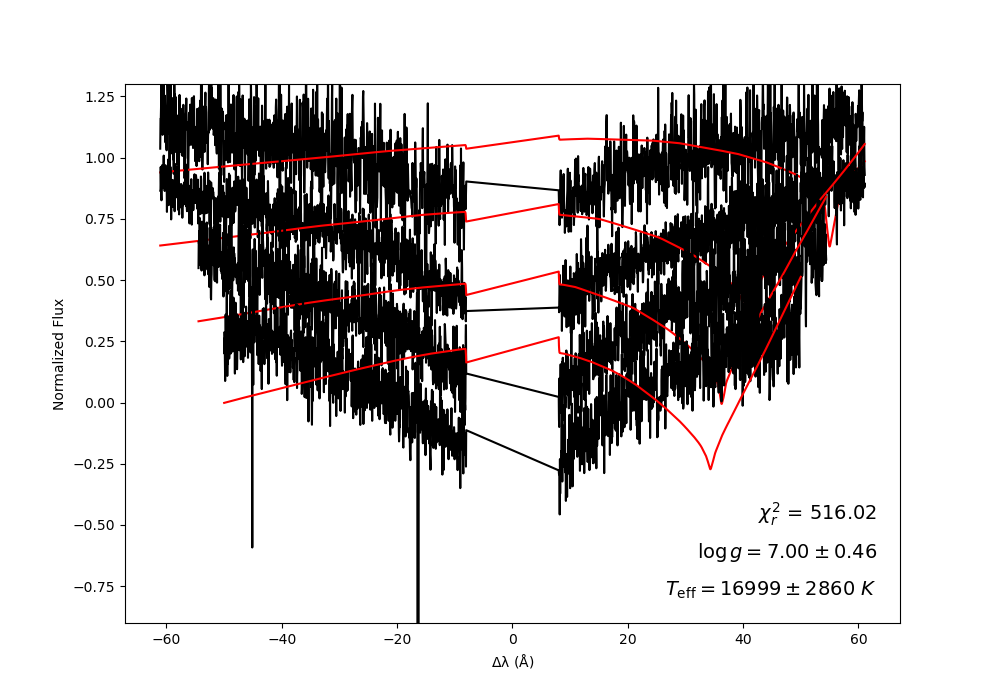 1.25
1.00
0.75
0.50
0.25
0.00
−0.25
−0.50
−0.75
Normalized Flux
χ_r^2 = 516.02
log g = 7.00 ± 0.46
T_eff = 16999 ± 2860 K
−60 −40 −20 0 20 40 60
Δλ (Å)